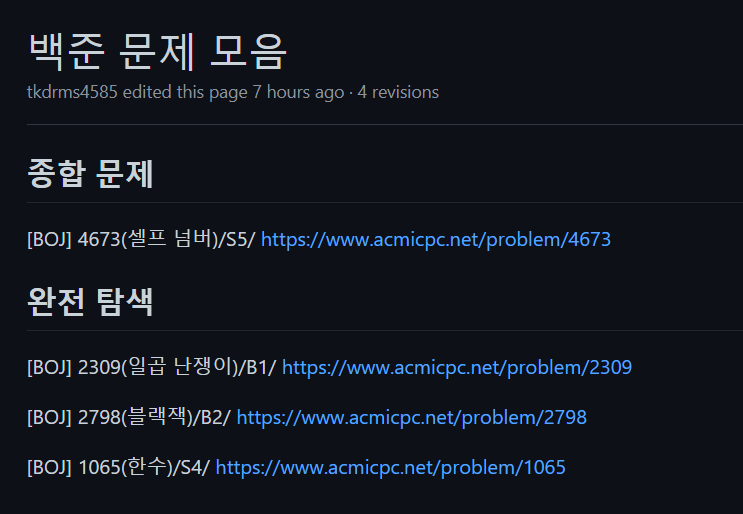 백준 문제 모음
tkdrms4585 edited this page 7 hours ago · 4 revisions
종합 문제
[BOJ] 4673(셀프 넘버)/S5/ https://www.acmicpc.net/problem/4673
완전 탐색
[BOJ] 2309(일곱 난쟁이)/B1/ https://www.acmicpc.net/problem/2309
[BOJ] 2798(블랙잭)/B2/ https://www.acmicpc.net/problem/2798
[BOJ] 1065(한수)/S4/ https://www.acmicpc.net/problem/1065